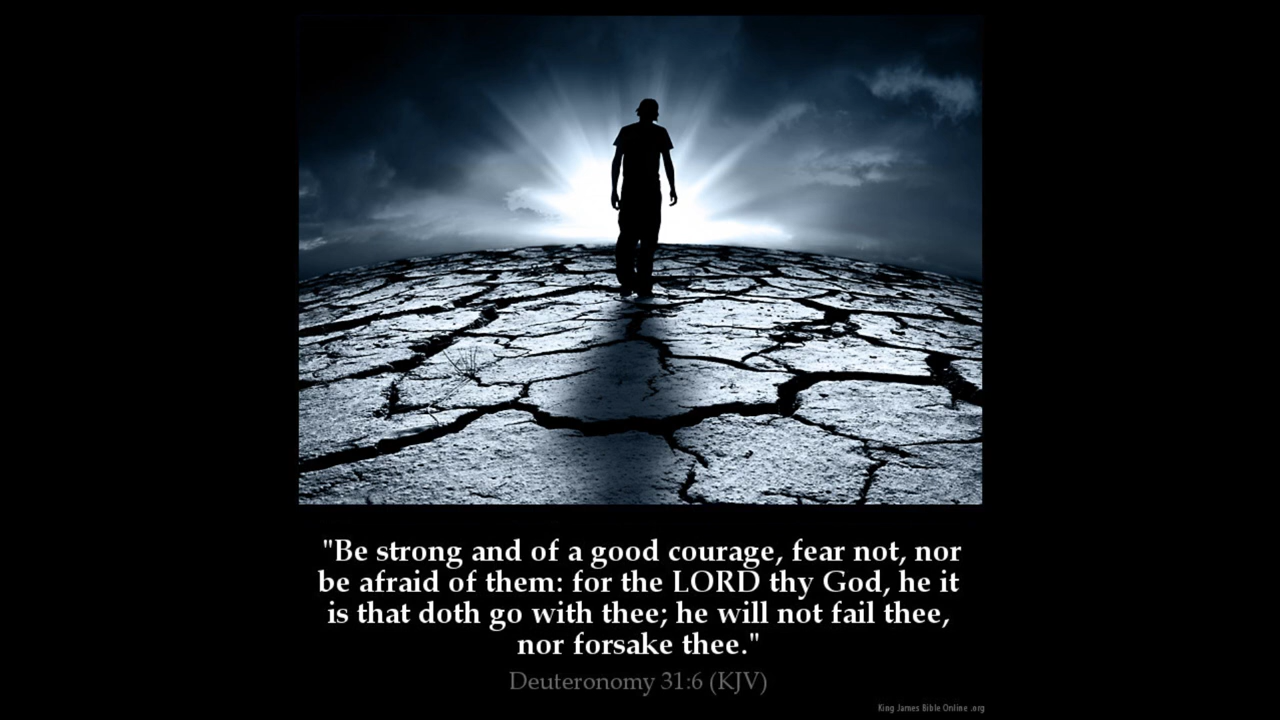 "Be strong and of a good courage, fear not, nor
be afraid of them: for the LORD thy God, he it
is that doth go with thee; he will not fail thee,
nor forsake thee."
Deuteronomy 31:6 (KJV)
King James Bible Online .org